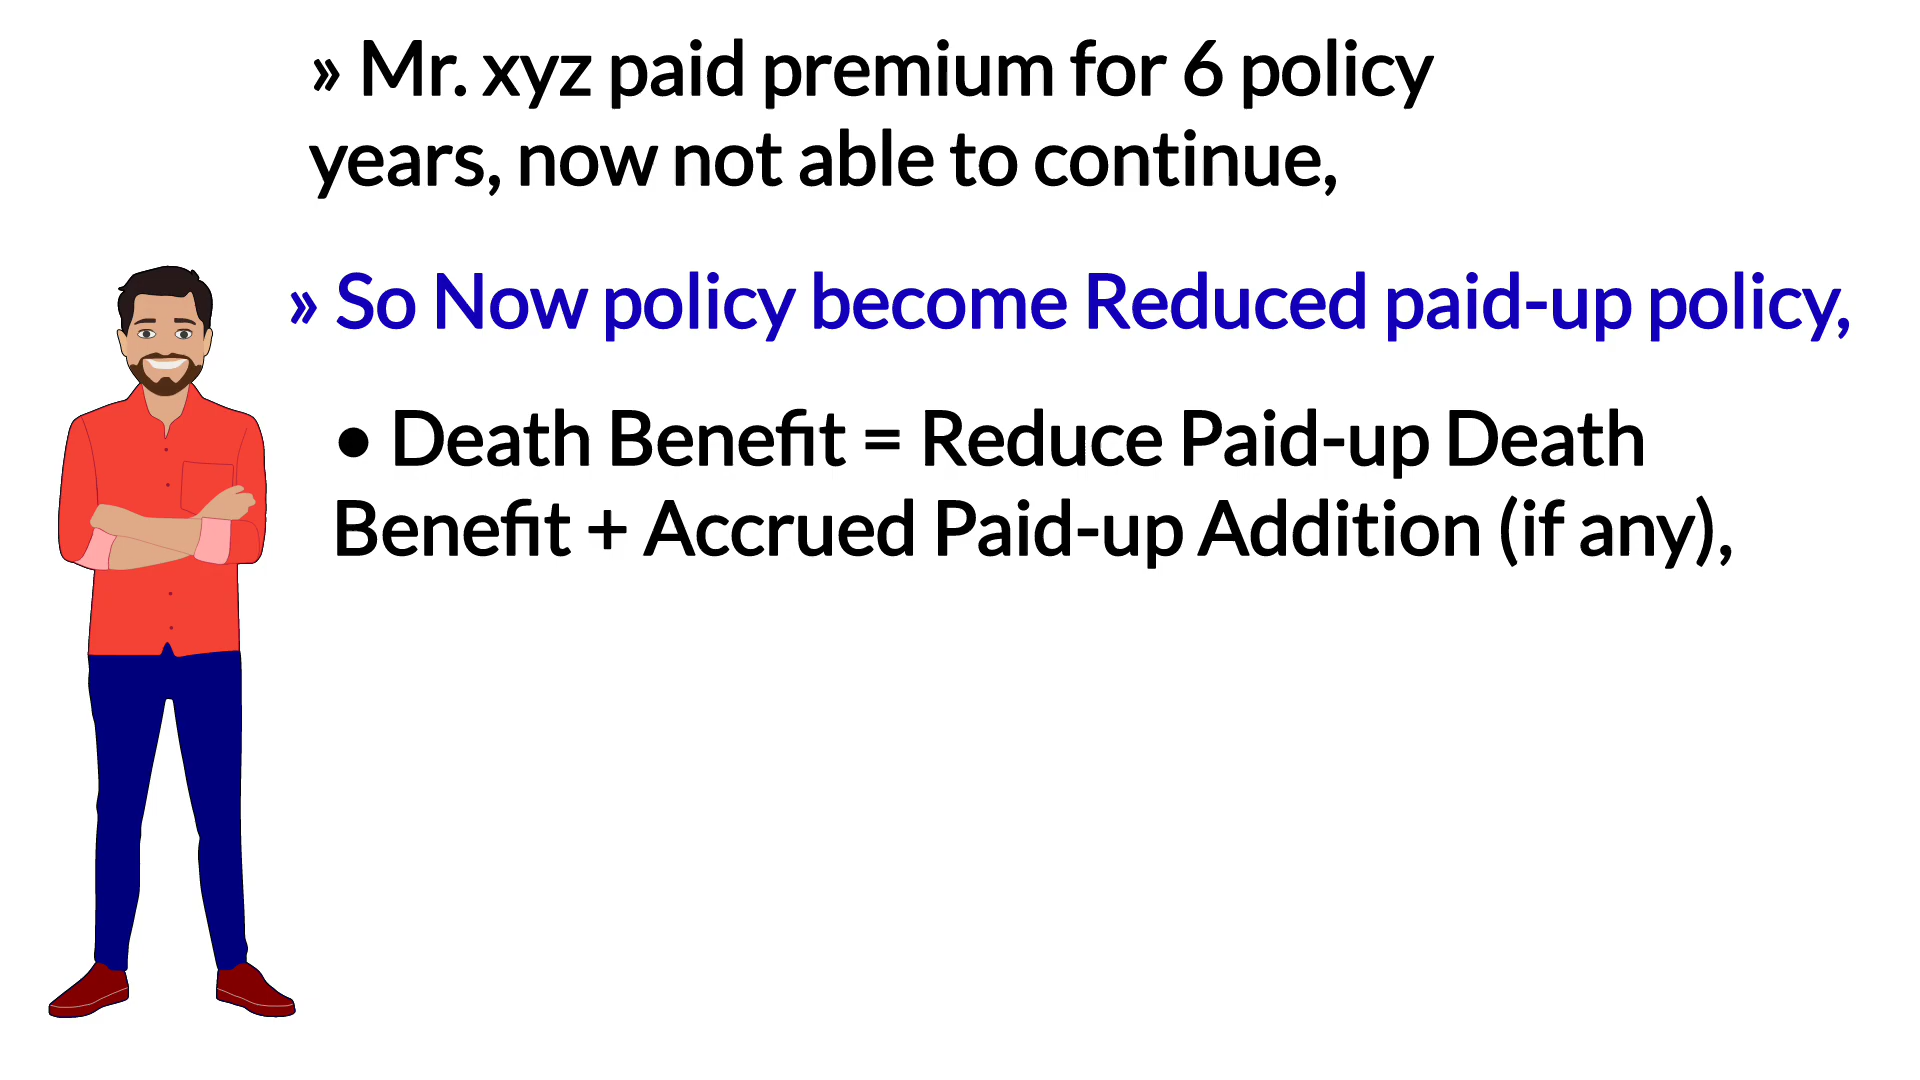 » Mr. xyz paid premium for 6 policy
years, now not able to continue,
» So Now policy become Reduced paid-up policy,
• Death Benefit = Reduce Paid-up Death
Benefit + Accrued Paid-up Addition (if any),